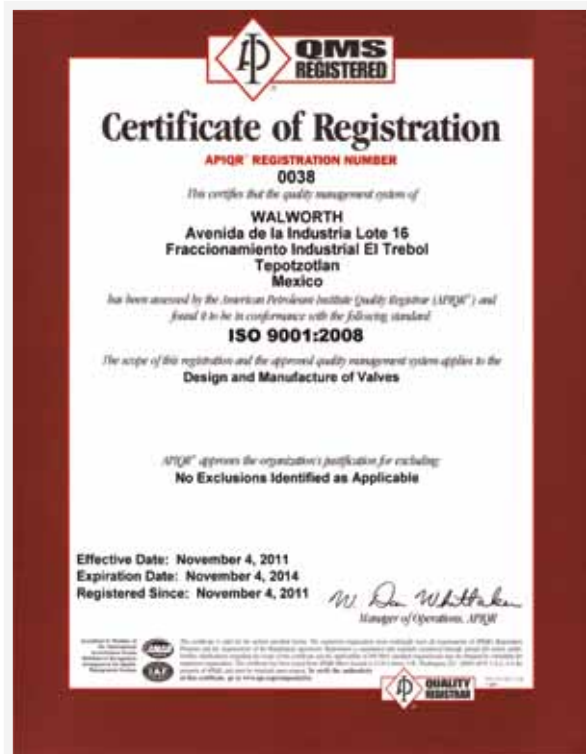 QMS
REGISTERED
Certificate of Registration
APIQR® REGISTRATION NUMBER
0038
This certifies that the quality management system of
WALWORTH
Avenida de la Industria Lote 16
Fraccionamiento Industrial El Trebol
Tepotzotlan
Mexico
has been assessed by the American Petroleum Institute Quality Registrar (APIQR®) and
found it to be in conformance with the following standard:
ISO 9001:2008
The scope of this registration and the approved quality management system applies to the
Design and Manufacture of Valves
APIQR® approves the organization's justification for excluding:
No Exclusions Identified as Applicable
Effective Date: November 4, 2011
Expiration Date: November 4, 2014
Registered Since: November 4, 2011
W. Don Whittaker
Manager of Operations, APIQR
QUALITY
REGISTRAR